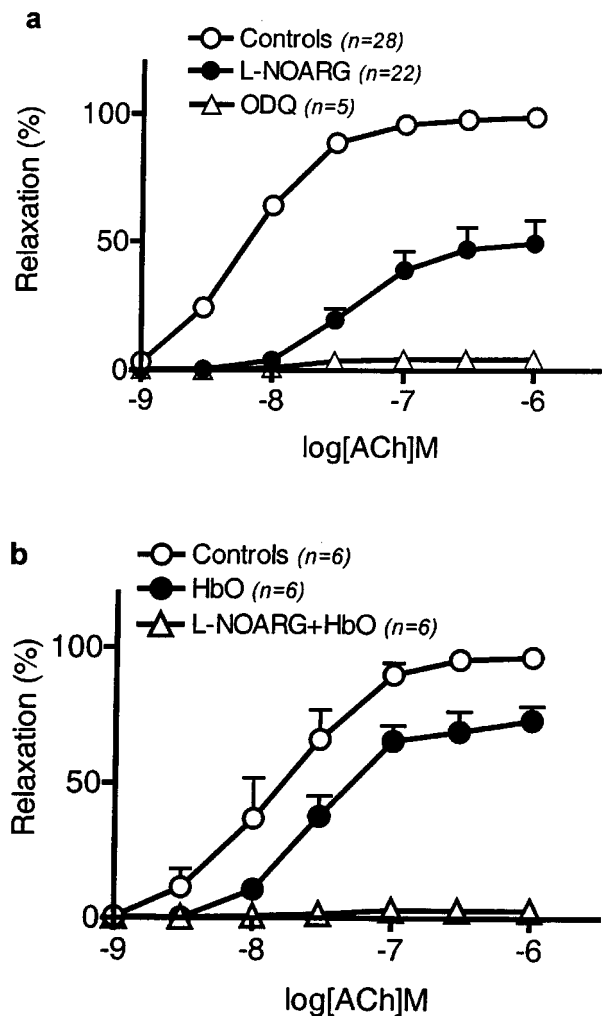 a
Controls (n=28)
L-NOARG (n=22)
ODQ (n=5)
Relaxation (%)
100
50
0
-9 -8 -7 -6
log[ACh]M
b
Controls (n=6)
HbO (n=6)
L-NOARG+HbO (n=6)
Relaxation (%)
100
50
0
-9 -8 -7 -6
log[ACh]M